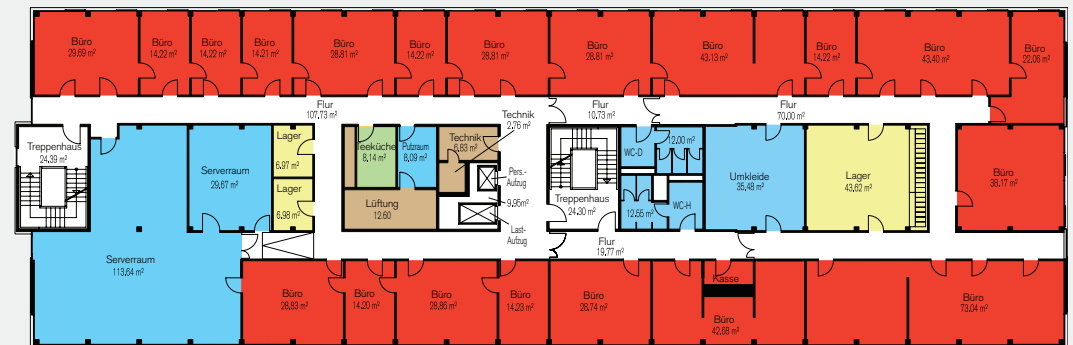 Büro
29.69 m²
Büro
14.22 m²
Büro
14.22 m²
Büro
14.21 m²
Büro
28.81 m²
Büro
14.22 m²
Büro
28.81 m²
Büro
28.81 m²
Büro
43.13 m²
Büro
14.22 m²
Büro
43.40 m²
Büro
22.06 m²
Flur
107.73 m²
Technik
2.76 m²
Flur
10.73 m²
Flur
70.00 m²
Treppenhaus
24.39 m²
Serverraum
29.67 m²
Lager
6.97 m²
Lager
6.98 m²
Teeküche
8.14 m²
Putzraum
8.09 m²
Technik
6.83 m²
Lüftung
12.60
Pers.-
Aufzug
9.95m²
Last-
Aufzug
Treppenhaus
24.30 m²
WC-D
12.00 m²
12.55 m²
WC-H
Umkleide
35.48 m²
Lager
43.62 m²
Büro
38.17 m²
Flur
19.77 m²
Serverraum
113.64 m²
Büro
28.83 m²
Büro
14.20 m²
Büro
28.86 m²
Büro
14.23 m²
Büro
28.74 m²
Kasse
Büro
42.68 m²
Büro
73.04 m²